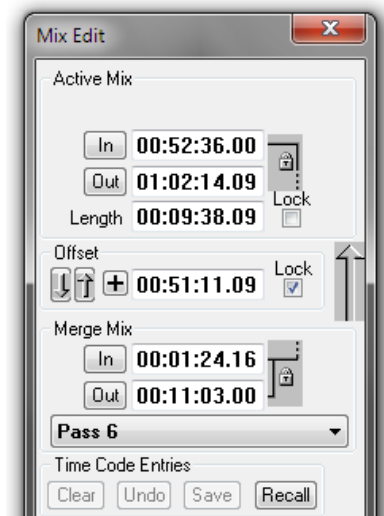 Mix Edit
Active Mix
In 00:52:36.00
Out 01:02:14.09
Lock
Length 00:09:38.09
Offset
Lock
+ 00:51:11.09
Merge Mix
In 00:01:24.16
Out 00:11:03.00
Pass 6
Time Code Entries
Clear Undo Save Recall